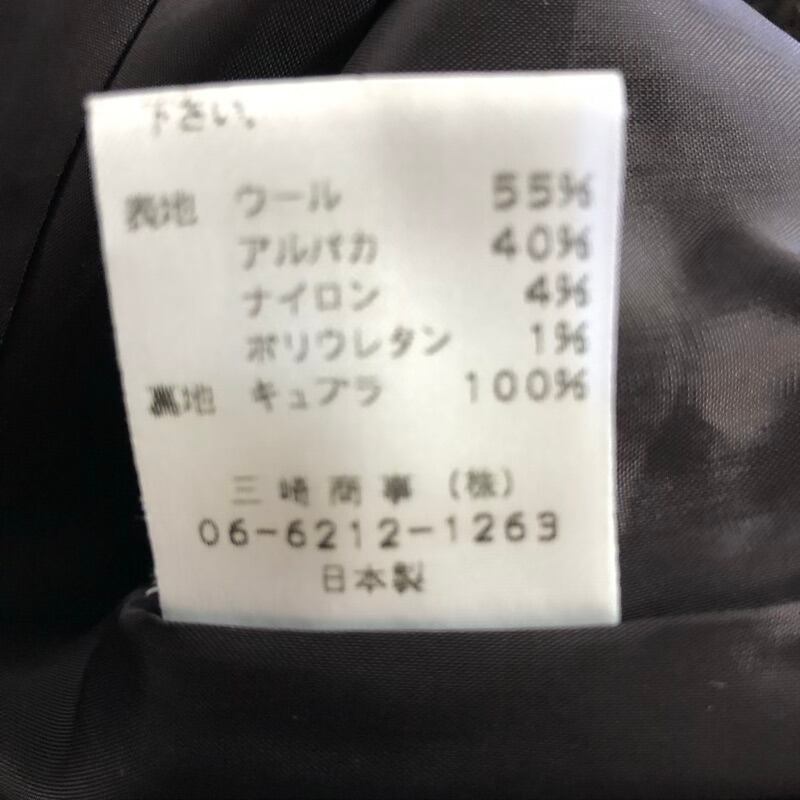 下さい。
表地 ウール 55%
アルパカ 40%
ナイロン 4%
ポリウレタン 1%
裏地 キュプラ 100%
三崎商事(株)
06-6212-1263
日本製